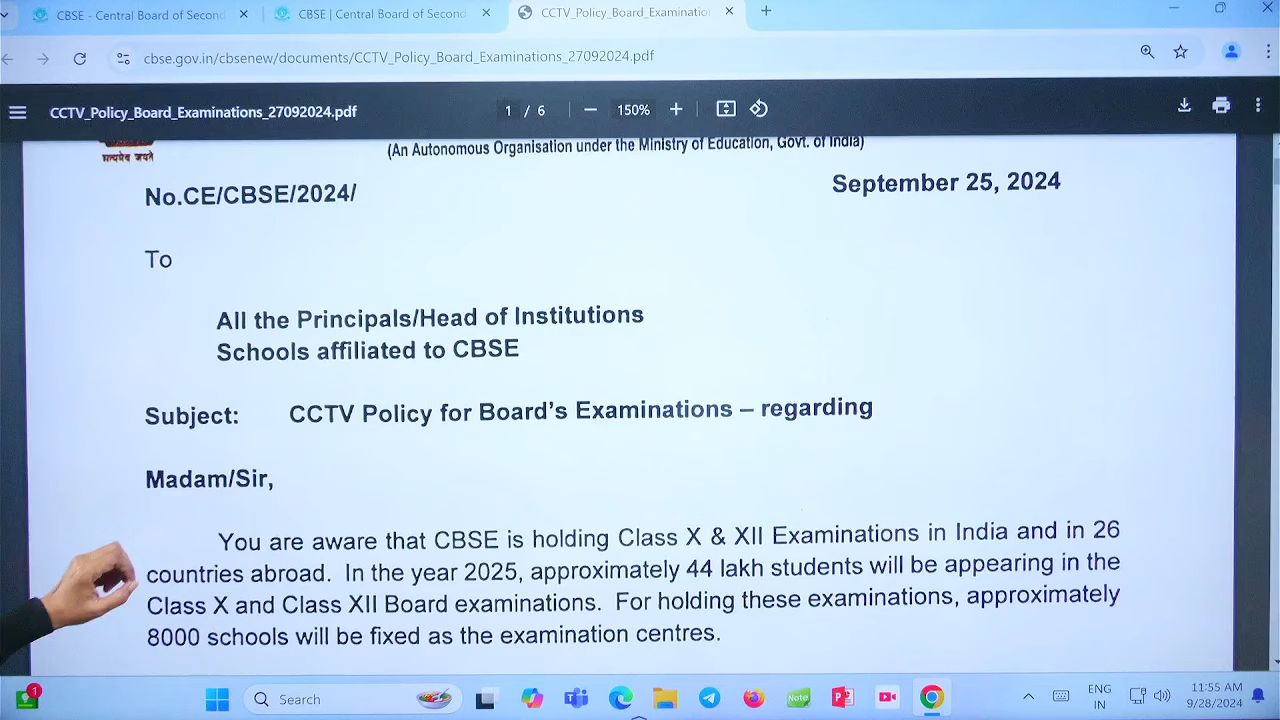 CBSE - Central Board of Second
CBSE | Central Board of Second
CCTV_Policy_Board_Examinatio
cbse.gov.in/cbsenew/documents/CCTV_Policy_Board_Examinations_27092024.pdf
CCTV_Policy_Board_Examinations_27092024.pdf
1 / 6
150%
सत्यमेव जयते
(An Autonomous Organisation under the Ministry of Education, Govt. of India)
No.CE/CBSE/2024/
September 25, 2024
To
All the Principals/Head of Institutions
Schools affiliated to CBSE
Subject: CCTV Policy for Board's Examinations – regarding
Madam/Sir,
You are aware that CBSE is holding Class X & XII Examinations in India and in 26
countries abroad. In the year 2025, approximately 44 lakh students will be appearing in the
Class X and Class XII Board examinations. For holding these examinations, approximately
8000 schools will be fixed as the examination centres.
1
Search
Note
ENG
IN
11:55 AM
9/28/2024